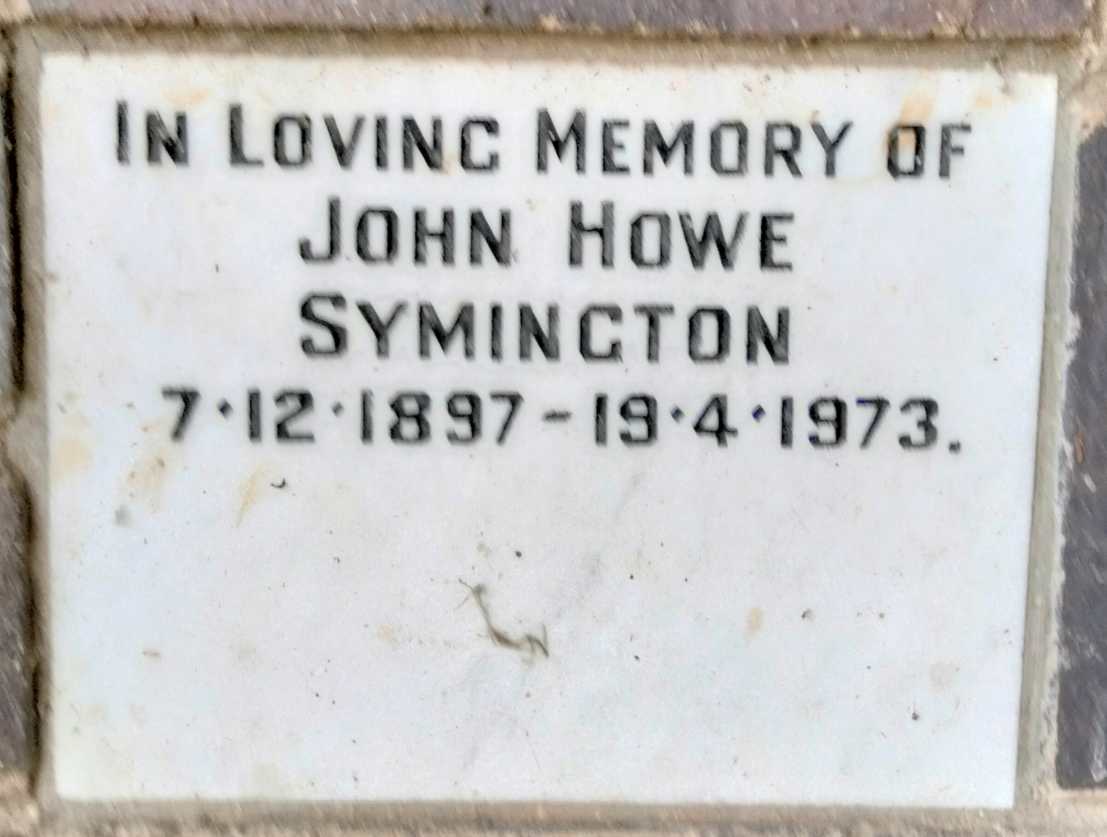 In Loving Memory of
John Howe
Symington
7·12·1897-19·4·1973.